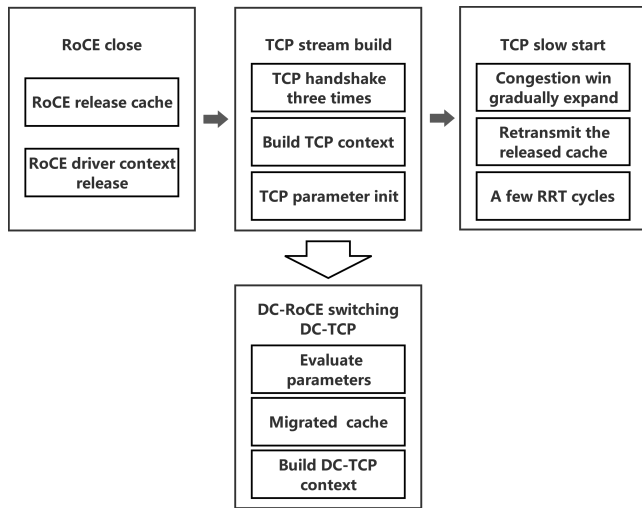 RoCE close
RoCE release cache
RoCE driver context
release
TCP stream build
TCP handshake
three times
Build TCP context
TCP parameter init
TCP slow start
Congestion win
gradually expand
Retransmit the
released cache
A few RRT cycles
DC-RoCE switching
DC-TCP
Evaluate
parameters
Migrated cache
Build DC-TCP
context